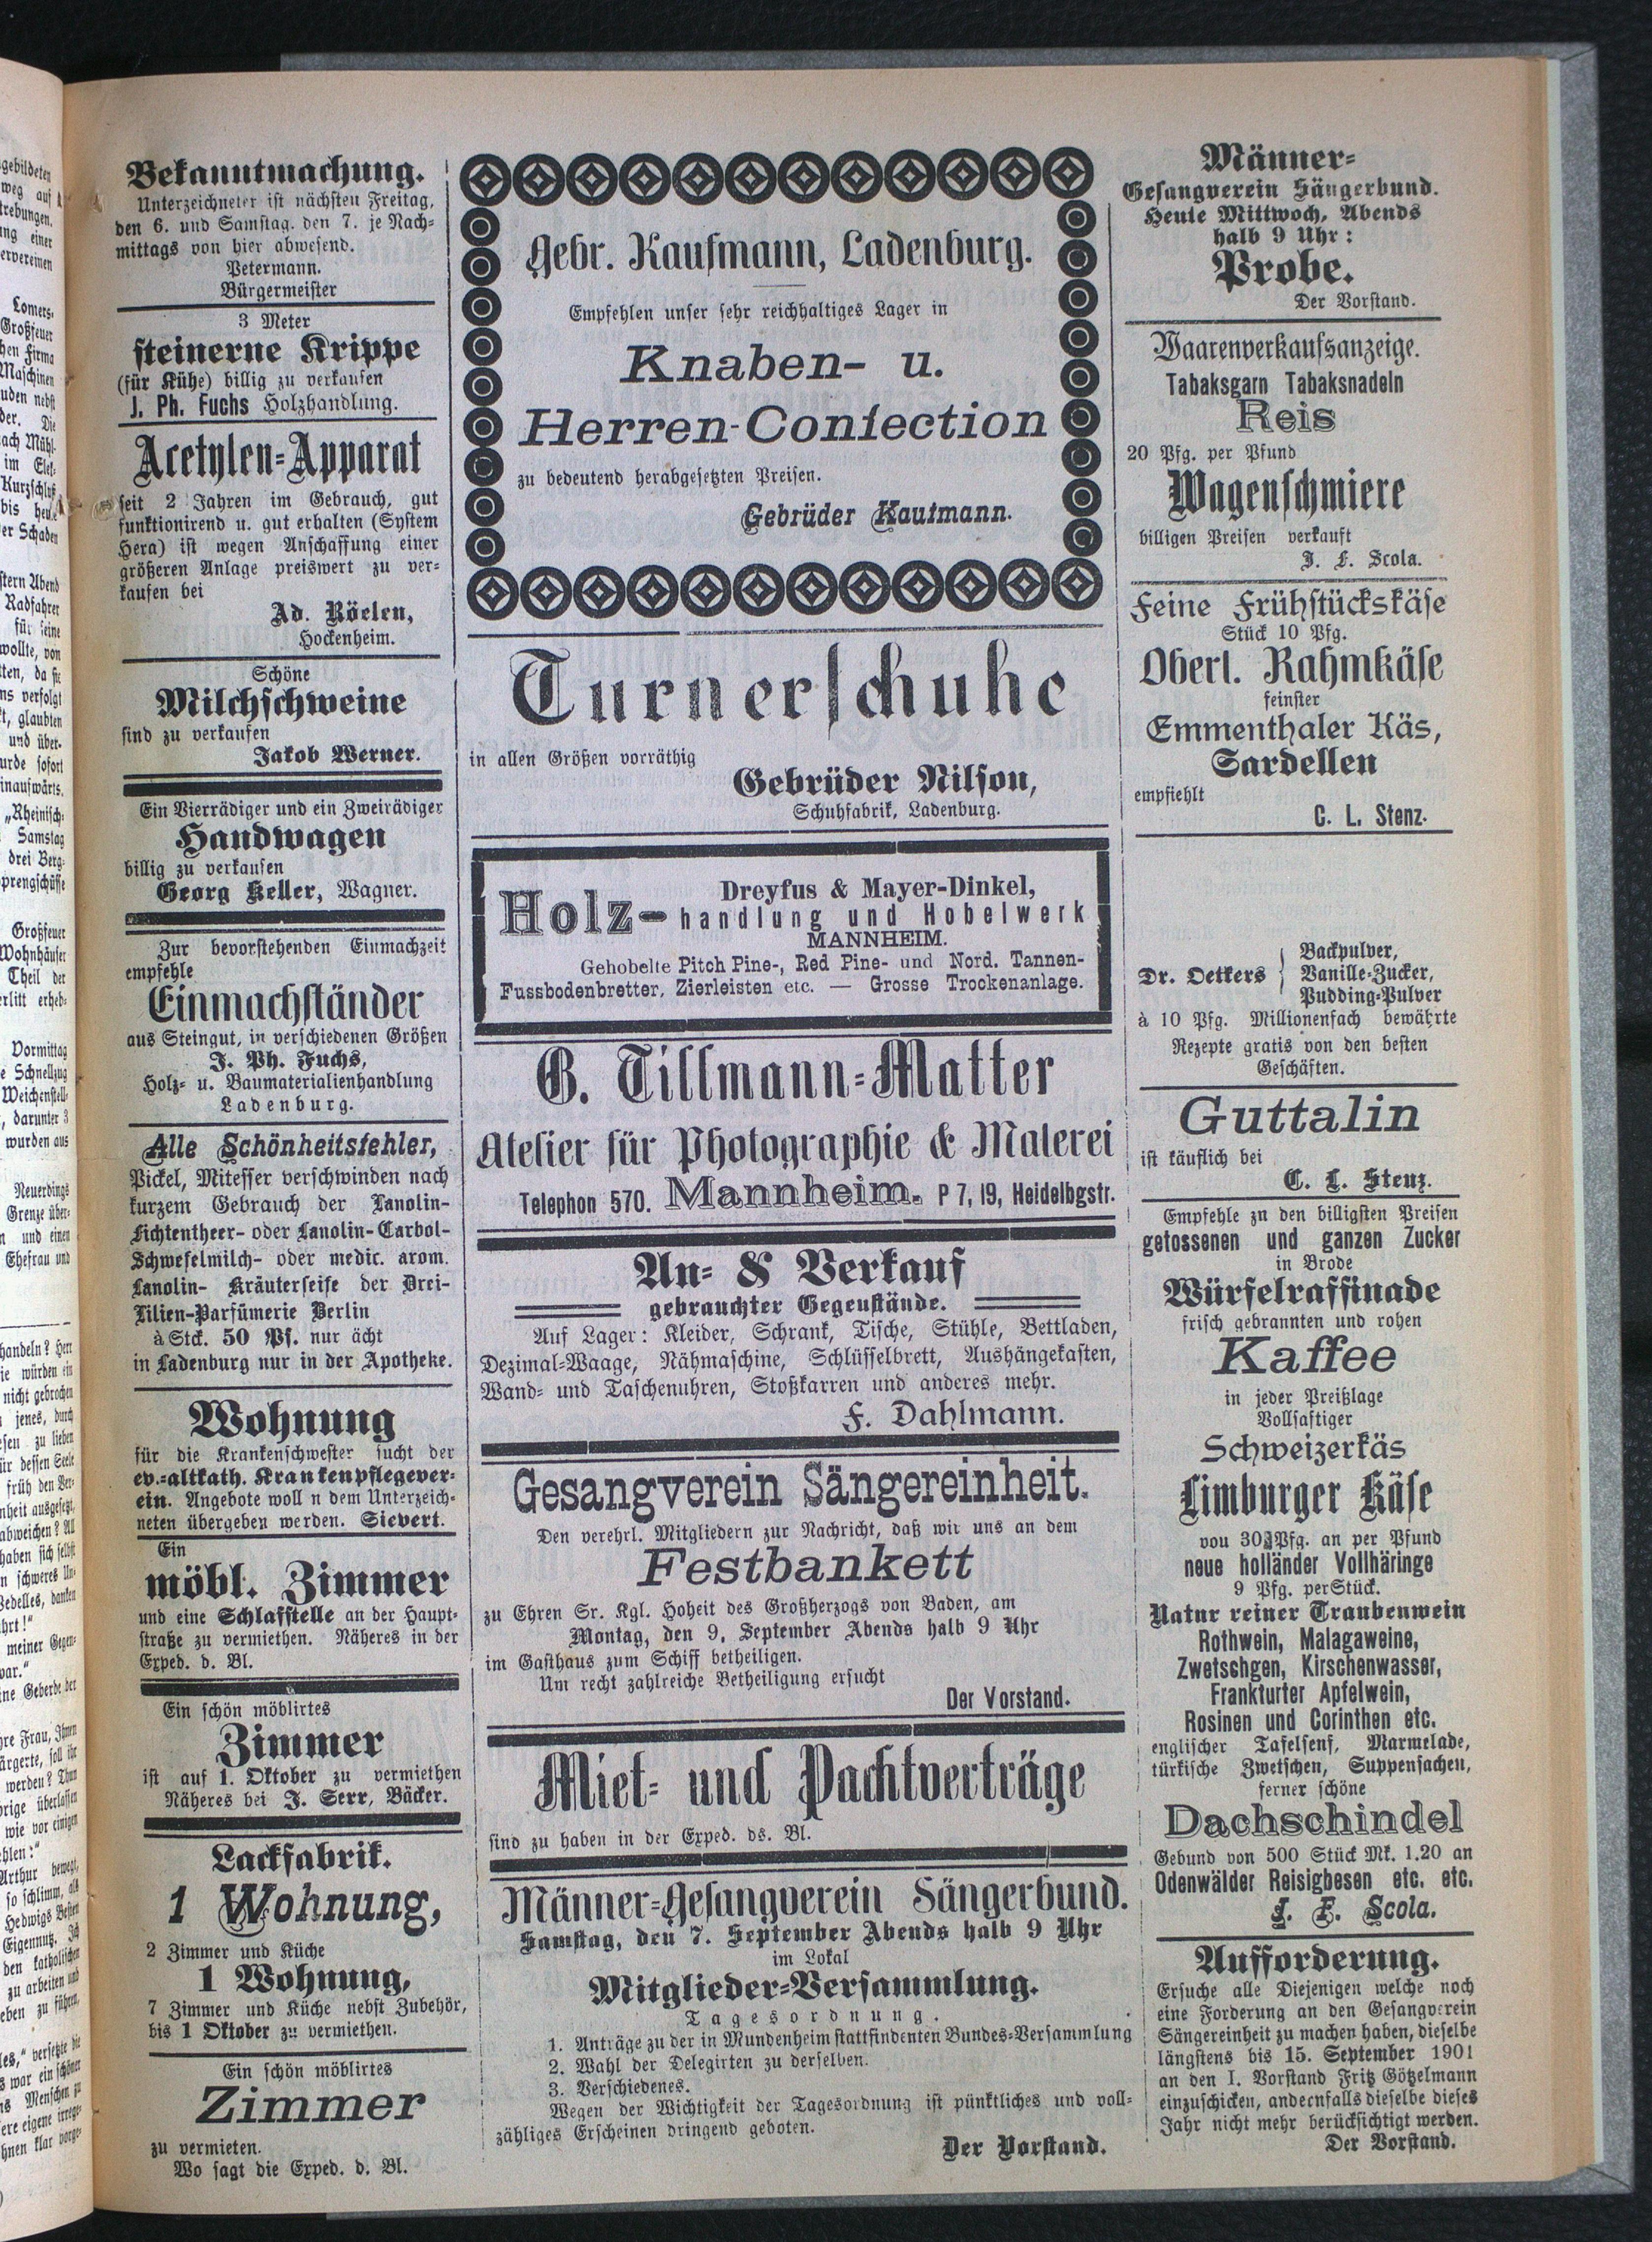 Bekanntmachung.
Unterzeichneter ist nächsten Freitag,
den 6. und Samstag, den 7. je Nach-
mittags von hier abwesend.
Petermann.
Bürgermeister
3 Meter
steinerne Krippe
(für Kühe) billig zu verkaufen
J. Ph. Fuchs Holzhandlung.
Acetylen-Apparat
seit 2 Jahren im Gebrauch, gut
funktionirend u. gut erhalten (System
Hera) ist wegen Anschaffung einer
größeren Anlage preiswert zu ver-
kaufen bei
Ad. Röelen,
Hockenheim.
Schöne
Milchschweine
sind zu verkaufen
Jakob Werner.
Ein Vierrädiger und ein Zweirädiger
Handwagen
billig zu verkaufen
Georg Keller, Wagner.
Zur bevorstehenden Einmachzeit
empfehle
Einmachständer
aus Steingut, in verschiedenen Größen
J. Ph. Fuchs,
Holz- u. Baumaterialienhandlung
Ladenburg.
Alle Schönheitsfehler,
Pickel, Mitesser verschwinden nach
kurzem Gebrauch der Lanolin-
Fichtentheer- oder Lanolin-Carbol-
Schwefelmilch- oder medic. arom.
Lanolin- Kräuterseife der Drei-
Lilien-Parfümerie Berlin
à Stck. 50 Pf. nur ächt
in Ladenburg nur in der Apotheke.
Wohnung
für die Krankenschwester sucht der
ev.-altkath. Krankenpflegever-
ein. Angebote woll n dem Unterzeich-
neten übergeben werden. Sievert.
Ein
möbl. Zimmer
und eine Schlafstelle an der Haupt-
straße zu vermiethen. Näheres in der
Exped. d. Bl.
Ein schön möblirtes
Zimmer
ist auf 1. Oktober zu vermiethen
Näheres bei J. Serr, Bäcker.
Lackfabrik.
1 Wohnung,
2 Zimmer und Küche
1 Wohnung,
7 Zimmer und Küche nebst Zubehör,
bis 1 Oktober zu vermiethen.
Ein schön möblirtes
Zimmer
zu vermieten.
Wo sagt die Exped. d. Bl.
Gebr. Kaufmann, Ladenburg.
Empfehlen unser sehr reichhaltiges Lager in
Knaben- u.
Herren-Confection
zu bedeutend herabgesetzten Preisen.
Gebrüder Kaufmann.
Turnerschuhe
in allen Größen vorräthig
Gebrüder Nilson,
Schuhfabrik, Ladenburg.
Dreyfus & Mayer-Dinkel,
Holz-handlung und Hobelwerk
MANNHEIM.
Gehobelte Pitch Pine-, Red Pine- und Nord. Tannen-
Fussbodenbretter, Zierleisten etc. — Grosse Trockenanlage.
G. Tillmann-Matter
Atelier für Photographie & Malerei
Telephon 570. Mannheim. P 7, 19, Heidelbgstr.
An- & Verkauf
gebrauchter Gegenstände.
Auf Lager: Kleider, Schrank, Tische, Stühle, Bettladen,
Dezimal-Waage, Nähmaschine, Schlüsselbrett, Aushängekasten,
Wand- und Taschenuhren, Stoßkarren und anderes mehr.
F. Dahlmann.
Gesangverein Sängereinheit.
Den verehrl. Mitgliedern zur Nachricht, daß wir uns an dem
Festbankett
zu Ehren Sr. Kgl. Hoheit des Großherzogs von Baden, am
Montag, den 9. September Abends halb 9 Uhr
im Gasthaus zum Schiff betheiligen.
Um recht zahlreiche Betheiligung ersucht
Der Vorstand.
Miet- und Pachtverträge
sind zu haben in der Exped. ds. Bl.
Männer-Gesangverein Sängerbund.
Samstag, den 7. September Abends halb 9 Uhr
im Lokal
Mitglieder-Versammlung.
Tagesordnung.
1. Anträge zu der in Mundenheim stattfindenten Bundes-Versammlung
2. Wahl der Delegirten zu derselben.
3. Verschiedenes.
Wegen der Wichtigkeit der Tagesordnung ist pünktliches und voll-
zähliges Erscheinen dringend geboten.
Der Vorstand.
Männer-
Gesangverein Sängerbund.
Heute Mittwoch, Abends
halb 9 Uhr:
Probe.
Der Vorstand.
Waarenverkaufsanzeige.
Tabaksgarn Tabaksnadeln
Reis
20 Pfg. per Pfund
Wagenschmiere
billigen Preisen verkauft
J. F. Scola.
Feine Frühstückskäse
Stück 10 Pfg.
Oberl. Rahmkäse
feinster
Emmenthaler Käs,
Sardellen
empfiehlt
C. L. Stenz.
Dr. Oetkers { Backpulver,
Vanille-Zucker,
Pudding-Pulver
à 10 Pfg. Millionenfach bewährte
Rezepte gratis von den besten
Geschäften.
Guttalin
ist käuflich bei
C. L. Stenz.
Empfehle zu den billigsten Preisen
gestossenen und ganzen Zucker
in Brode
Würfelraffinade
frisch gebrannten und rohen
Kaffee
in jeder Preißlage
Vollsaftiger
Schweizerkäs
Limburger Käse
von 30 Pfg. an per Pfund
neue holländer Vollhäringe
9 Pfg. per Stück.
Natur reiner Traubenwein
Rothwein, Malagaweine,
Zwetschgen, Kirschenwasser,
Frankfurter Apfelwein,
Rosinen und Corinthen etc.
englischer Tafelsenf, Marmelade,
türkische Zwetschen, Suppensachen,
ferner schöne
Dachschindel
Gebund von 500 Stück Mk. 1.20 an
Odenwälder Reisigbesen etc. etc.
J. F. Scola.
Aufforderung.
Ersuche alle Diejenigen welche noch
eine Forderung an den Gesangverein
Sängereinheit zu machen haben, dieselbe
längstens bis 15. September 1901
an den I. Vorstand Fritz Götzelmann
einzuschicken, andernfalls dieselbe dieses
Jahr nicht mehr berücksichtigt werden.
Der Vorstand.